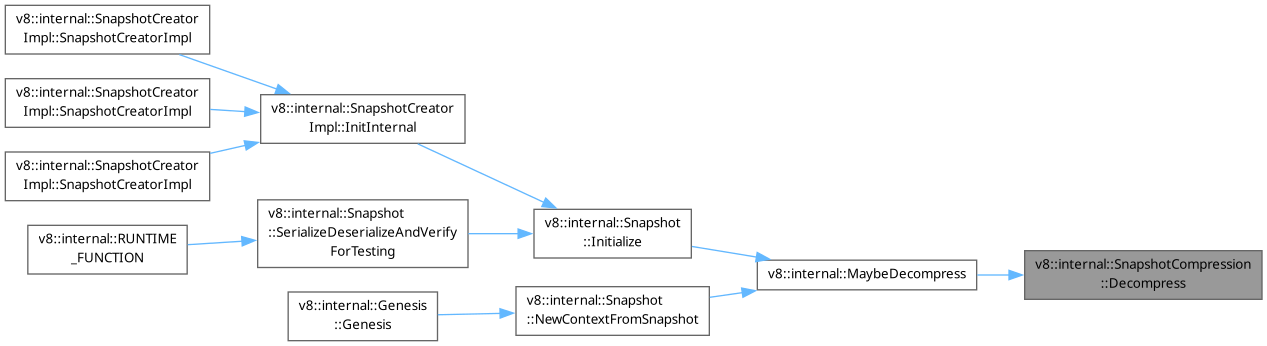 v8::internal::SnapshotCreator
Impl::SnapshotCreatorImpl
v8::internal::SnapshotCreator
Impl::SnapshotCreatorImpl
v8::internal::SnapshotCreator
Impl::InitInternal
v8::internal::SnapshotCreator
Impl::SnapshotCreatorImpl
v8::internal::RUNTIME
_FUNCTION
v8::internal::Snapshot
::SerializeDeserializeAndVerify
ForTesting
v8::internal::Snapshot
::Initialize
v8::internal::MaybeDecompress
v8::internal::SnapshotCompression
::Decompress
v8::internal::Genesis
::Genesis
v8::internal::Snapshot
::NewContextFromSnapshot